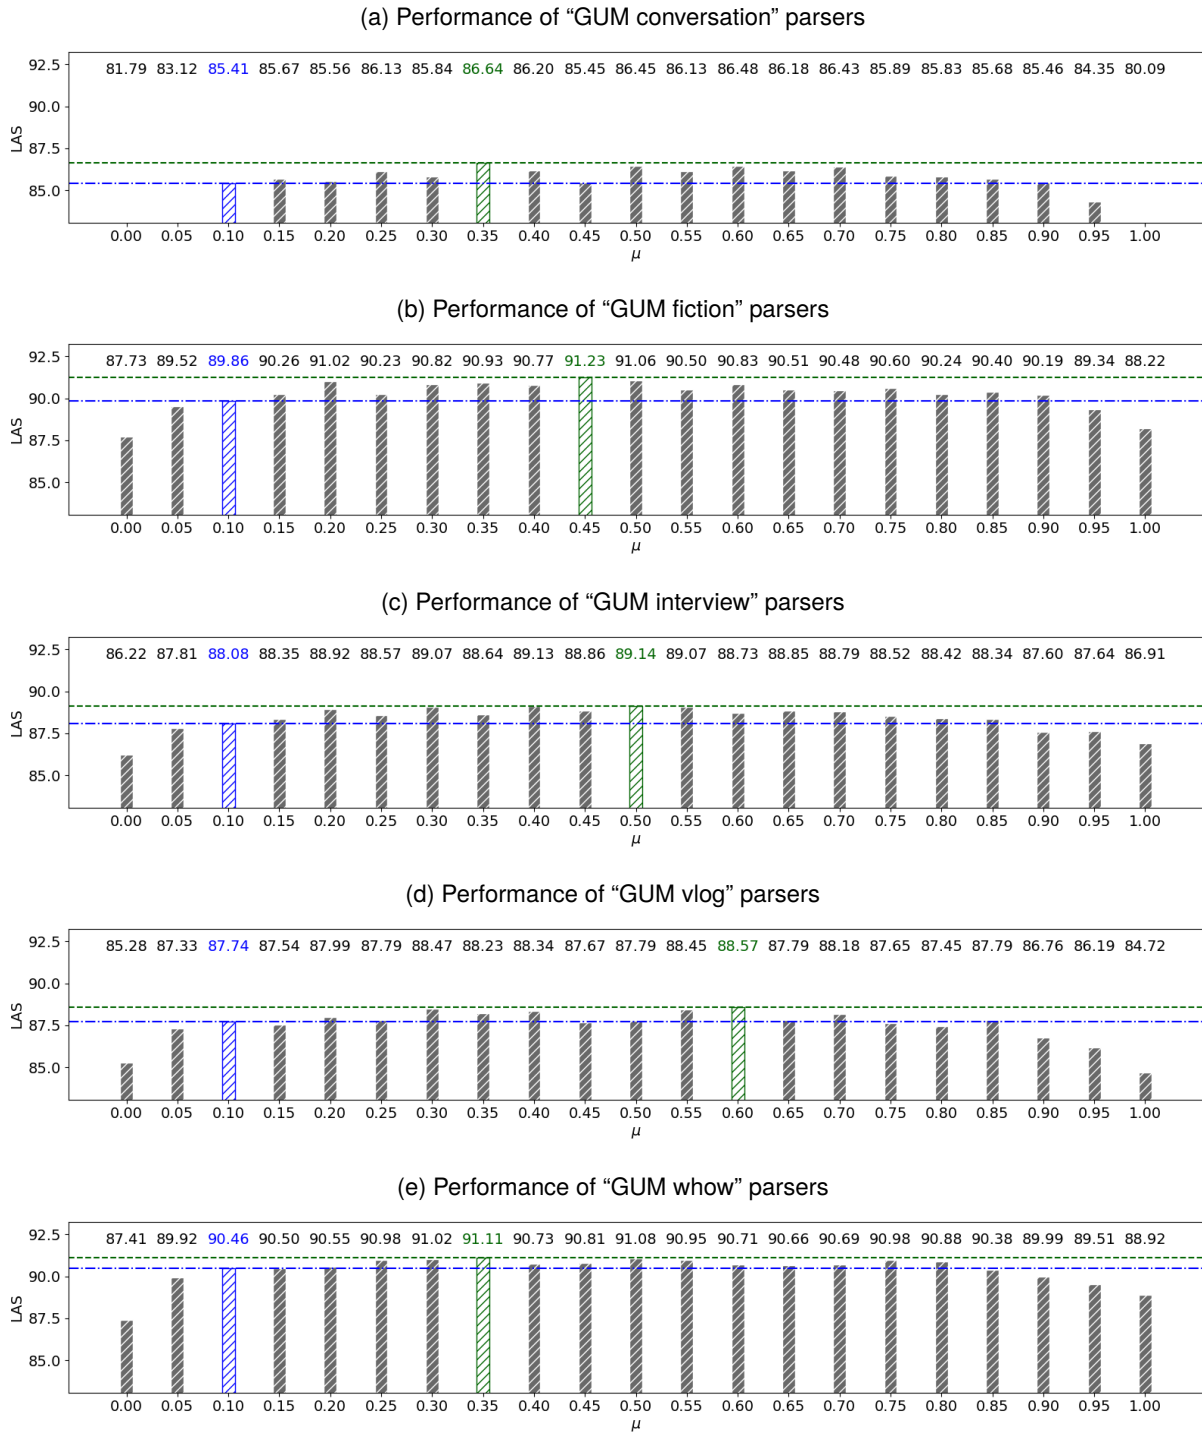 (a) Performance of “GUM conversation” parsers
92.5 81.79 83.12 85.41 85.67 85.56 86.13 85.84 86.64 86.20 85.45 86.45 86.13 86.48 86.18 86.43 85.89 85.83 85.68 85.46 84.35 80.09
90.0
LAS
87.5
85.0
0.00 0.05 0.10 0.15 0.20 0.25 0.30 0.35 0.40 0.45 0.50 0.55 0.60 0.65 0.70 0.75 0.80 0.85 0.90 0.95 1.00
μ
(b) Performance of “GUM fiction” parsers
92.5 87.73 89.52 89.86 90.26 91.02 90.23 90.82 90.93 90.77 91.23 91.06 90.50 90.83 90.51 90.48 90.60 90.24 90.40 90.19 89.34 88.22
90.0
LAS
87.5
85.0
0.00 0.05 0.10 0.15 0.20 0.25 0.30 0.35 0.40 0.45 0.50 0.55 0.60 0.65 0.70 0.75 0.80 0.85 0.90 0.95 1.00
μ
(c) Performance of “GUM interview” parsers
92.5 86.22 87.81 88.08 88.35 88.92 88.57 89.07 88.64 89.13 88.86 89.14 89.07 88.73 88.85 88.79 88.52 88.42 88.34 87.60 87.64 86.91
90.0
LAS
87.5
85.0
0.00 0.05 0.10 0.15 0.20 0.25 0.30 0.35 0.40 0.45 0.50 0.55 0.60 0.65 0.70 0.75 0.80 0.85 0.90 0.95 1.00
μ
(d) Performance of “GUM vlog” parsers
92.5 85.28 87.33 87.74 87.54 87.99 87.79 88.47 88.23 88.34 87.67 87.79 88.45 88.57 87.79 88.18 87.65 87.45 87.79 86.76 86.19 84.72
90.0
LAS
87.5
85.0
0.00 0.05 0.10 0.15 0.20 0.25 0.30 0.35 0.40 0.45 0.50 0.55 0.60 0.65 0.70 0.75 0.80 0.85 0.90 0.95 1.00
μ
(e) Performance of “GUM whow” parsers
92.5 87.41 89.92 90.46 90.50 90.55 90.98 91.02 91.11 90.73 90.81 91.08 90.95 90.71 90.66 90.69 90.98 90.88 90.38 89.99 89.51 88.92
90.0
LAS
87.5
85.0
0.00 0.05 0.10 0.15 0.20 0.25 0.30 0.35 0.40 0.45 0.50 0.55 0.60 0.65 0.70 0.75 0.80 0.85 0.90 0.95 1.00
μ